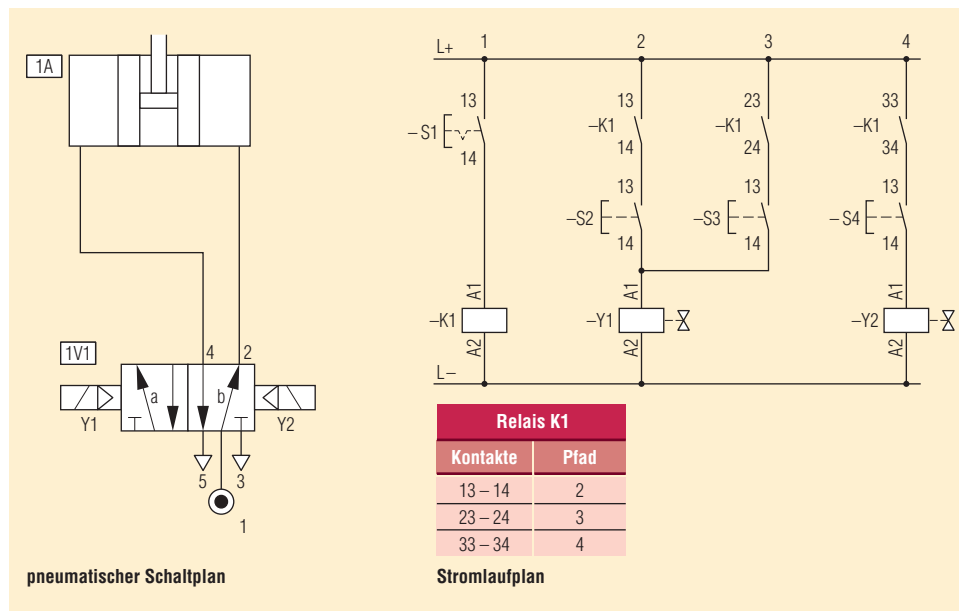 1A
4
2
1V1
a
b
Y1
Y2
5
3
1
pneumatischer Schaltplan
L+
1
2
3
4
13
–S1
14
13
–K1
14
23
–K1
24
33
–K1
34
13
–S2
14
13
–S3
14
13
–S4
14
A1
–K1
A2
A1
–Y1
A2
A1
–Y2
A2
L–
Relais K1
Kontakte Pfad
13 – 14 2
23 – 24 3
33 – 34 4
Stromlaufplan